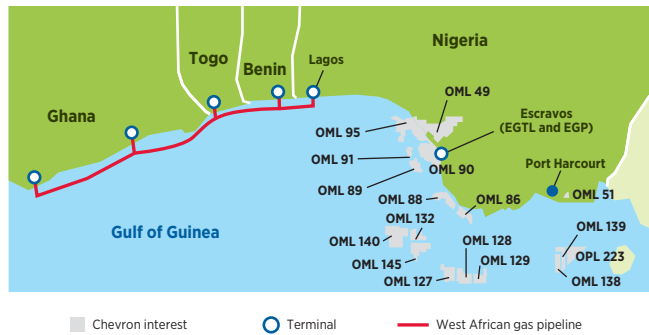 Nigeria
Togo
Benin
Lagos
Ghana
OML 49
OML 95
Escravos
(EGTL and EGP)
OML 91
OML 90
Port Harcourt
OML 89
OML 51
OML 88
OML 86
OML 132
OML 139
Gulf of Guinea
OML 140
OML 128
OPL 223
OML 145
OML 129
OML 127
OML 138
Chevron interest
Terminal
West African gas pipeline